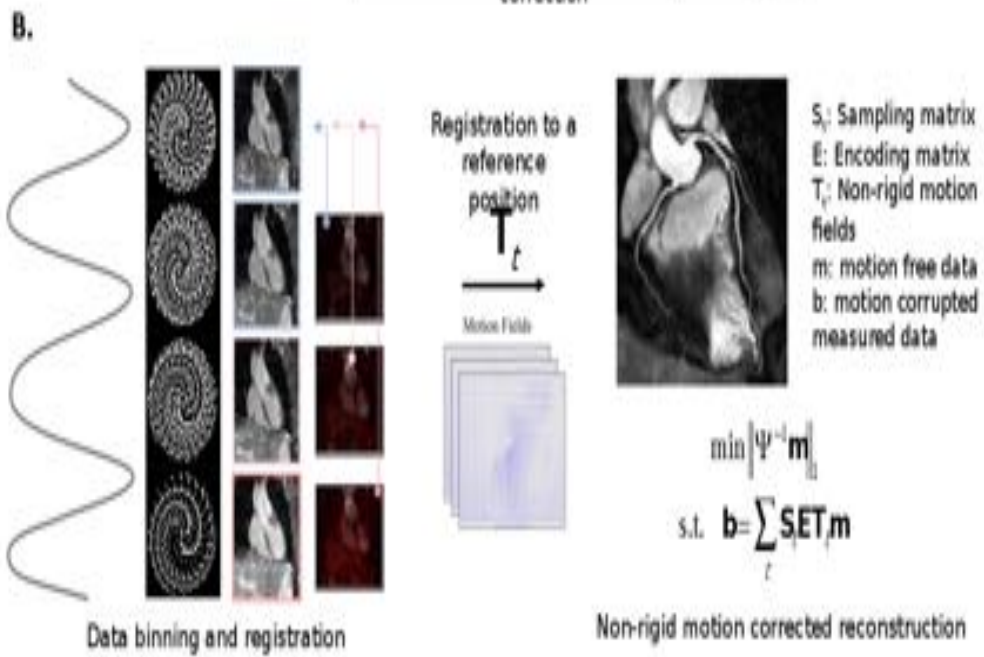 B.
Registration to a
reference
position
T_t
Motion Fields
S_t: Sampling matrix
E: Encoding matrix
T_t: Non-rigid motion
fields
m: motion free data
b: motion corrupted
measured data
min‖Ψ⁻¹m‖₁
s.t. b=∑S_tET_tm
t
Data binning and registration
Non-rigid motion corrected reconstruction